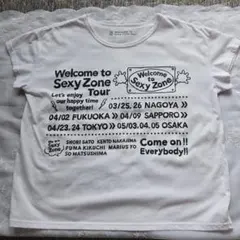 Welcome to
Sexy Zone
Tour
Let's enjoy
our happy time
together!
Welcome to
Sexy Zone
03/25, 26 NAGOYA »
04/02 FUKUOKA » 04/09 SAPPORO »
04/23, 24 TOKYO » 05/03, 04, 05 OSAKA
Sexy Zone
SHORI SATO KENTO NAKAJIMA
FUMA KIKUCHI MARIUS YO
SO MATSUSHIMA
Come on!!
Everybody!!